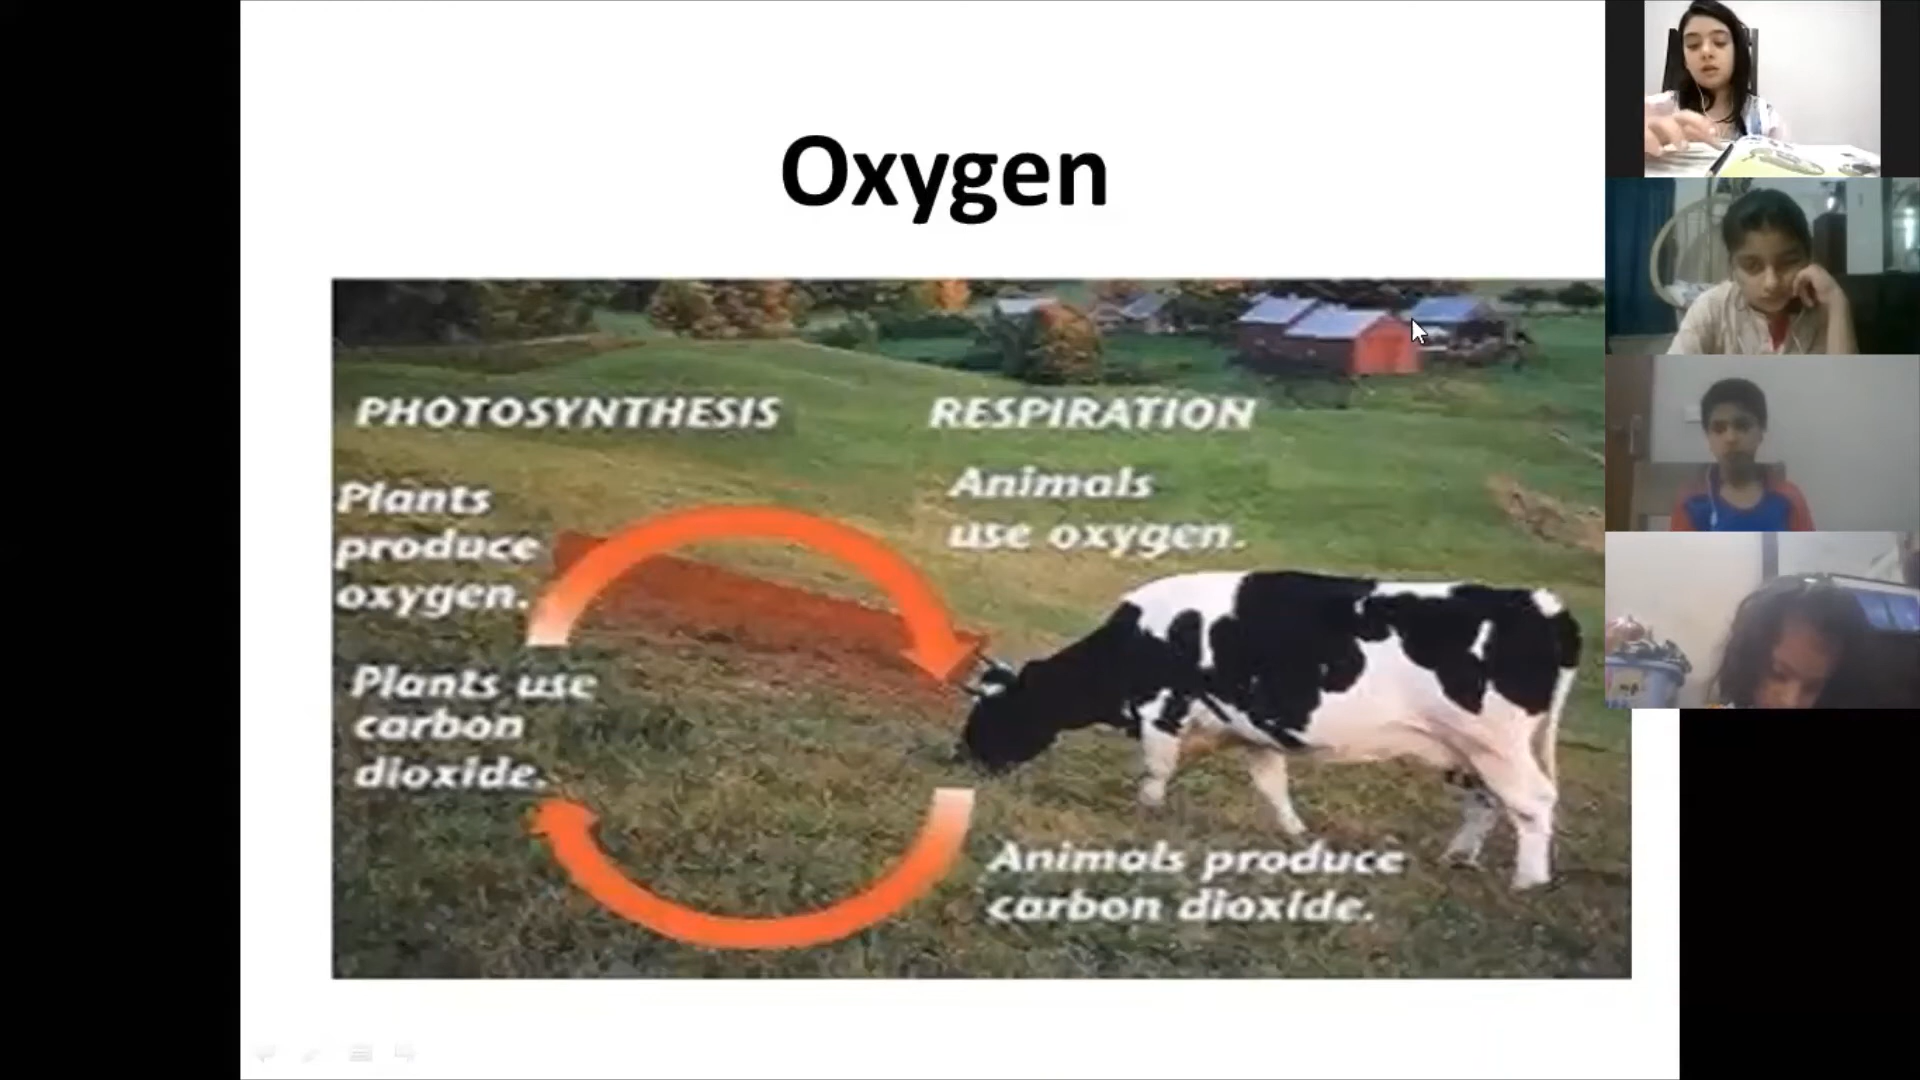 Oxygen
PHOTOSYNTHESIS
RESPIRATION
Plants
produce
oxygen.
Animals
use oxygen.
Plants use
carbon
dioxide.
Animals produce
carbon dioxide.